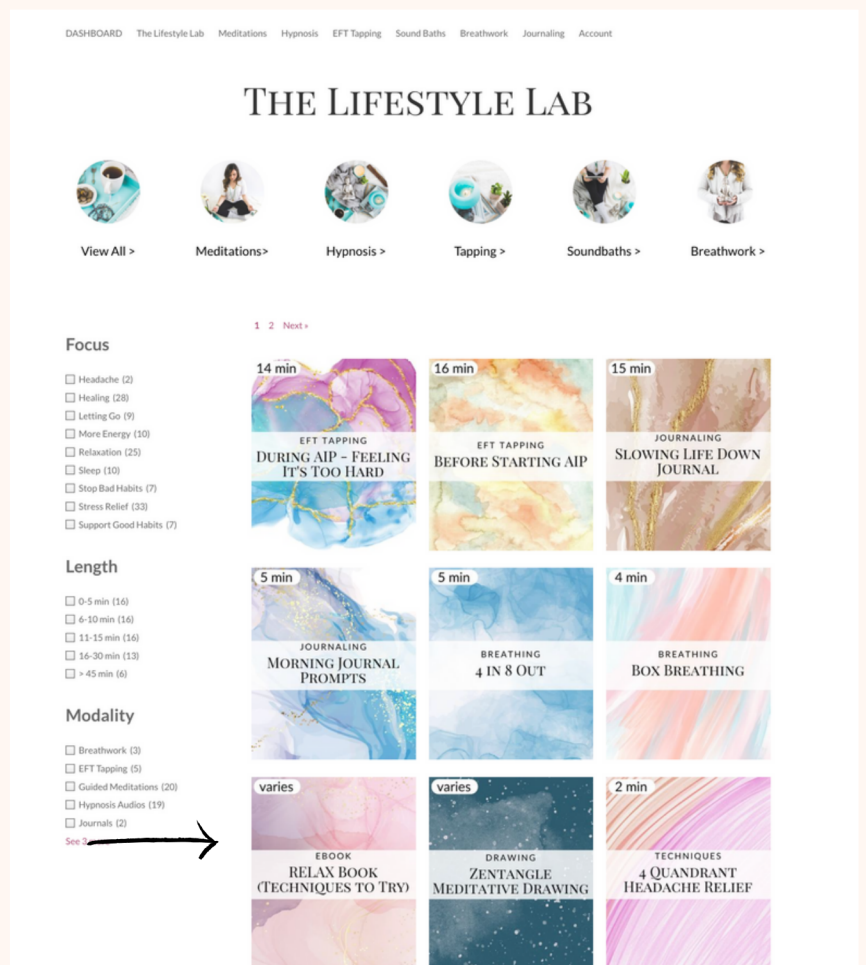 DASHBOARD The Lifestyle Lab Meditations Hypnosis EFT Tapping Sound Baths Breathwork Journaling Account
THE LIFESTYLE LAB
View All > Meditations> Hypnosis > Tapping > Soundbaths > Breathwork >
1 2 Next »
Focus
Headache (2)
Healing (28)
Letting Go (9)
More Energy (10)
Relaxation (25)
Sleep (10)
Stop Bad Habits (7)
Stress Relief (33)
Support Good Habits (7)
Length
0-5 min (16)
6-10 min (16)
11-15 min (16)
16-30 min (13)
> 45 min (6)
Modality
Breathwork (3)
EFT Tapping (5)
Guided Meditations (20)
Hypnosis Audios (19)
Journals (2)
See 3
14 min
EFT TAPPING
DURING AIP - FEELING
IT'S TOO HARD
16 min
EFT TAPPING
BEFORE STARTING AIP
15 min
JOURNALING
SLOWING LIFE DOWN
JOURNAL
5 min
JOURNALING
MORNING JOURNAL
PROMPTS
5 min
BREATHING
4 IN 8 OUT
4 min
BREATHING
BOX BREATHING
varies
EBOOK
RELAX BOOK
(TECHNIQUES TO TRY)
varies
DRAWING
ZENTANGLE
MEDITATIVE DRAWING
2 min
TECHNIQUES
4 QUANDRANT
HEADACHE RELIEF